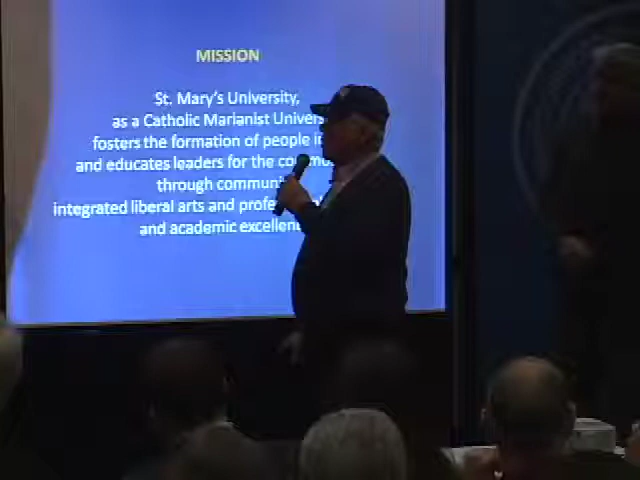 MISSION
St. Mary's University,
as a Catholic Marianist
fosters the formation of people
and educates leaders for the
through
integrated liberal arts and
and academic